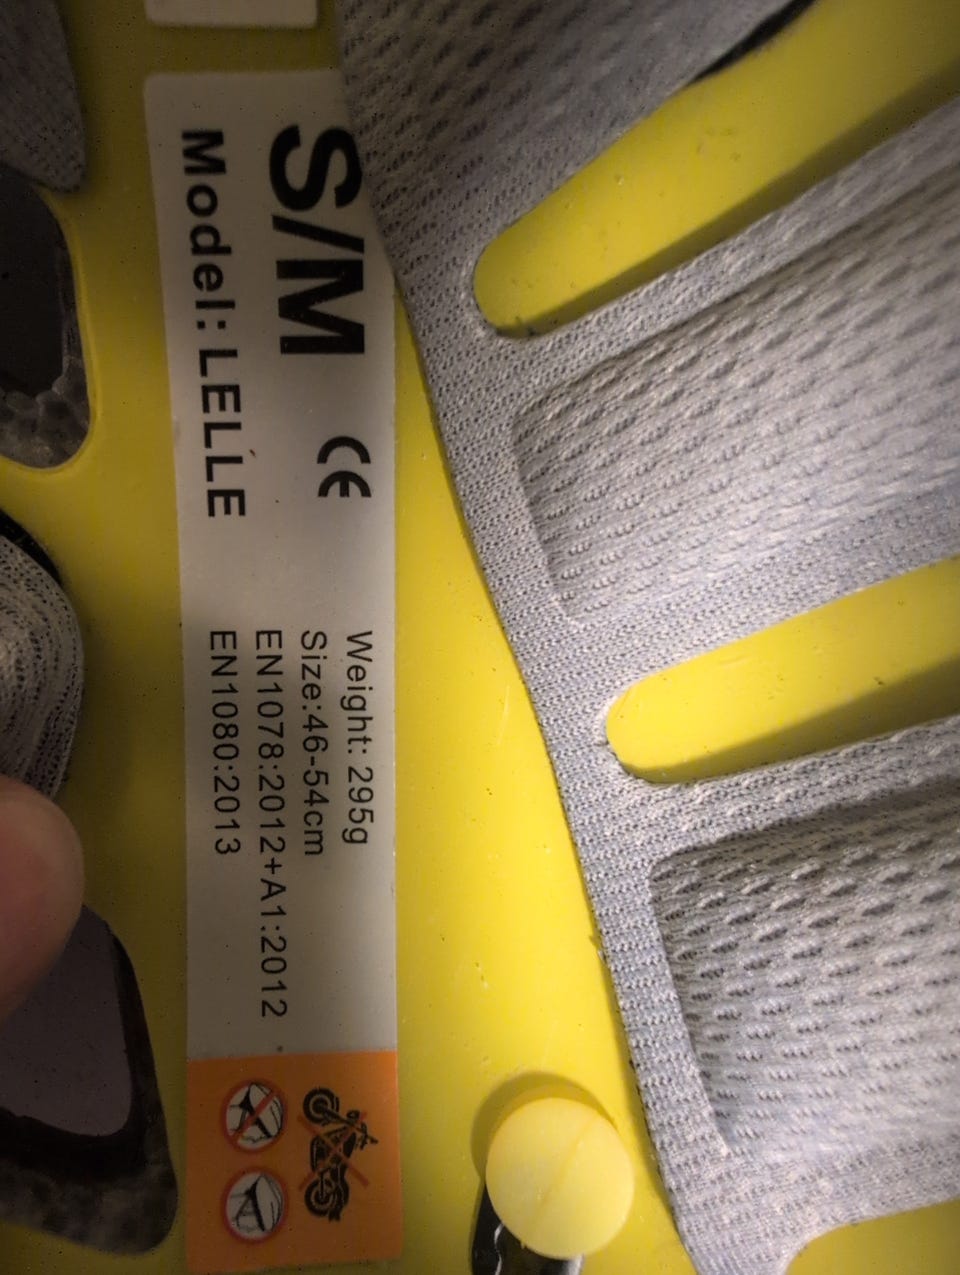 S/M
CE
Model: LELLE
Weight: 295g
Size:46-54cm
EN1078:2012+A1:2012
EN1080:2013